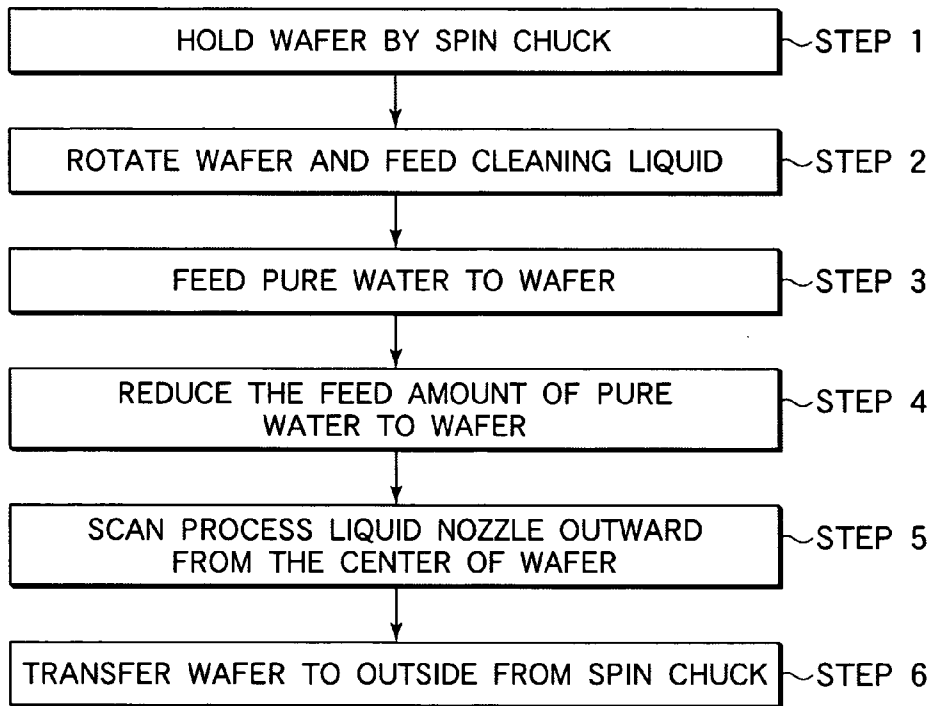 HOLD WAFER BY SPIN CHUCK
STEP 1
ROTATE WAFER AND FEED CLEANING LIQUID
STEP 2
FEED PURE WATER TO WAFER
STEP 3
REDUCE THE FEED AMOUNT OF PURE
WATER TO WAFER
STEP 4
SCAN PROCESS LIQUID NOZZLE OUTWARD
FROM THE CENTER OF WAFER
STEP 5
TRANSFER WAFER TO OUTSIDE FROM SPIN CHUCK
STEP 6